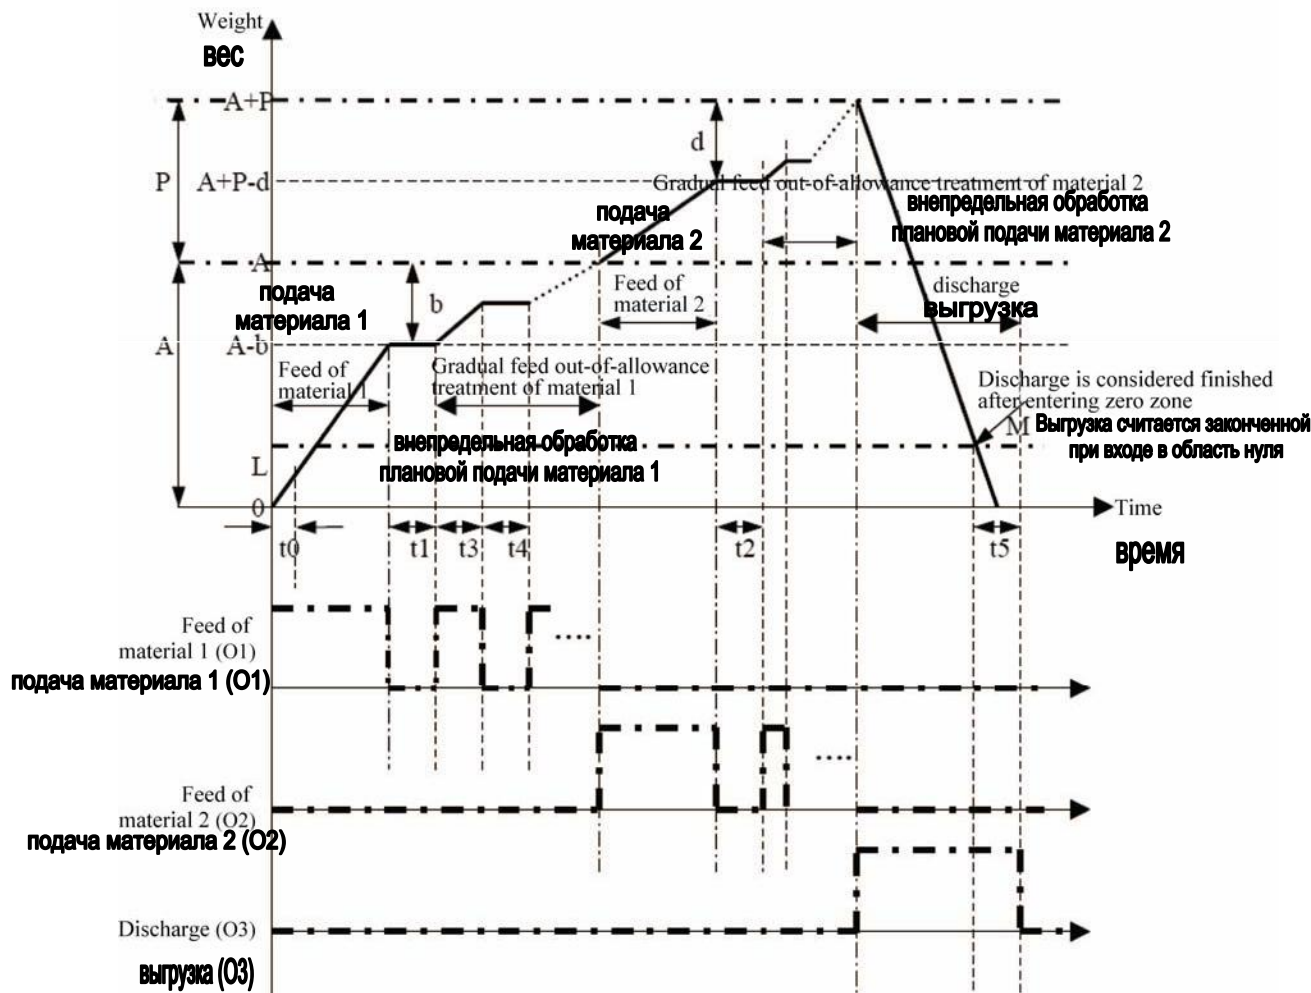 Weight
вес
A+P
d
P
A+P-d
Gradual feed out-of-allowance treatment of material 2
подача
материала 2
внепредельная обработка
плановой подачи материала 2
A
подача
материала 1
b
Feed of
material 2
discharge
выгрузка
A
A-b
Feed of
material 1
Gradual feed out-of-allowance
treatment of material 1
Discharge is considered finished
after entering zero zone
M
Выгрузка считается законченной
при входе в область нуля
внепредельная обработка
плановой подачи материала 1
L
0
Time
время
t0
t1
t3
t4
t2
t5
Feed of
material 1 (O1)
подача материала 1 (O1)
Feed of
material 2 (O2)
подача материала 2 (O2)
Discharge (O3)
выгрузка (O3)